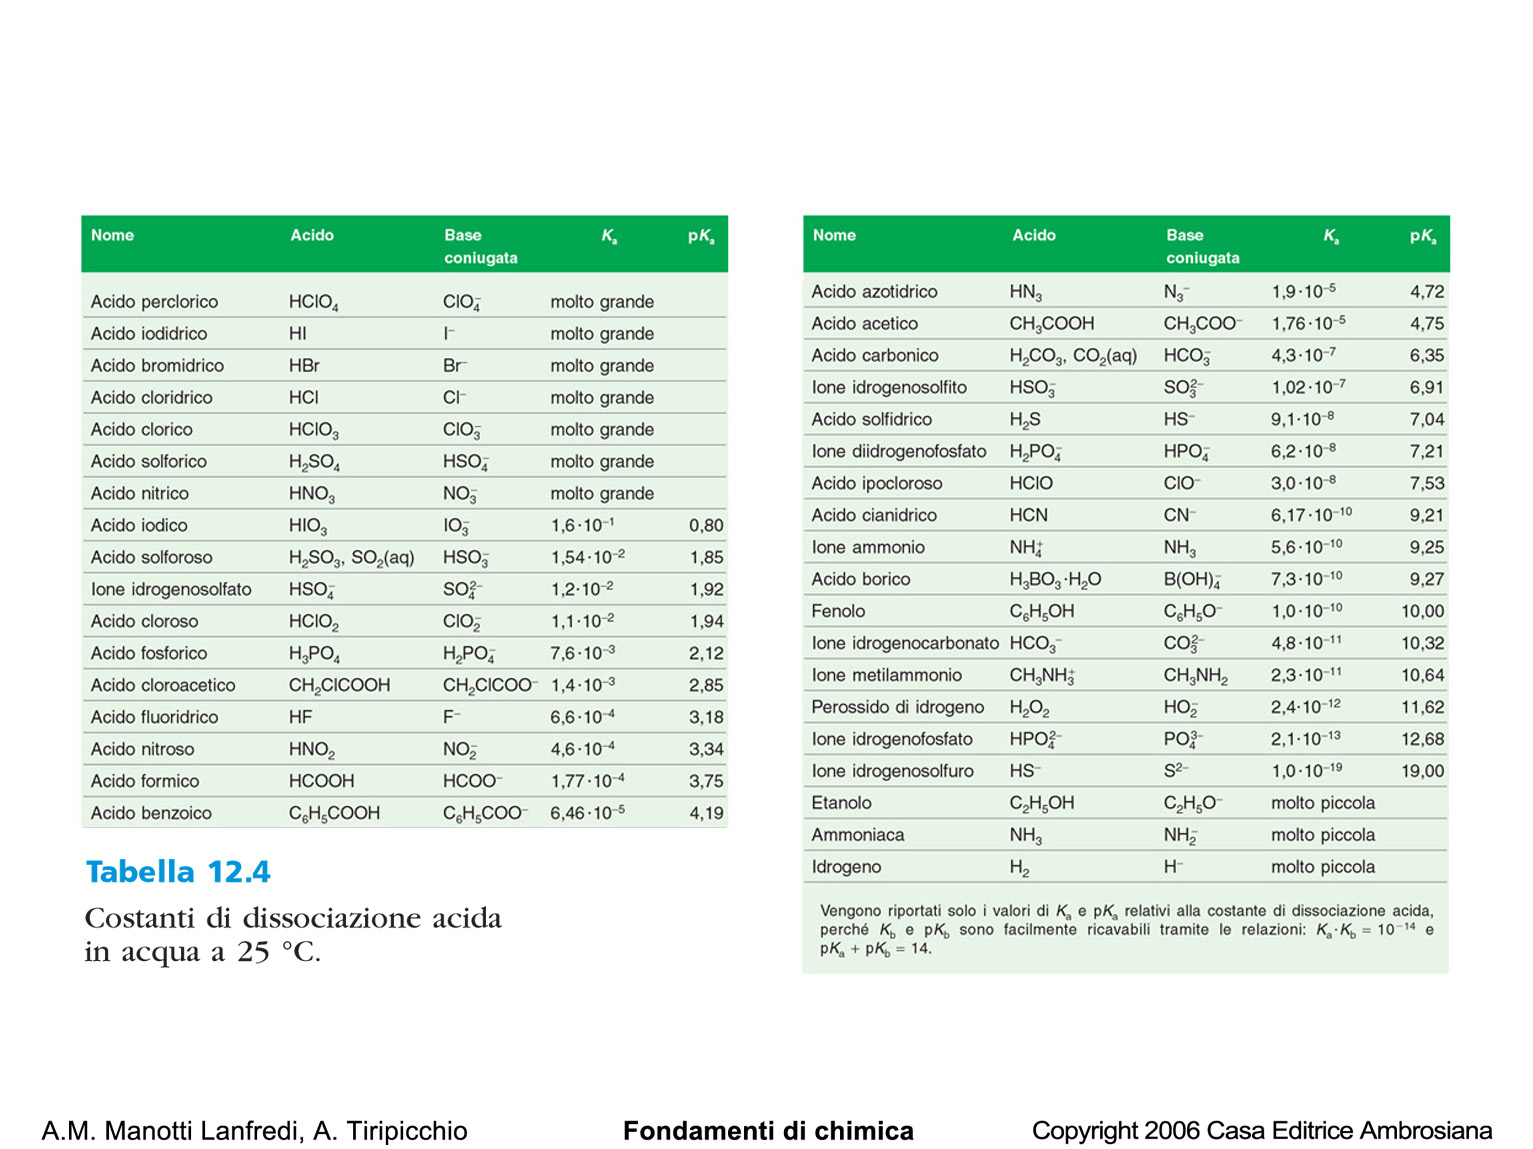 Nome Acido Base coniugata Kₐ pKₐ
Acido perclorico HClO₄ ClO₄⁻ molto grande
Acido iodidrico HI I⁻ molto grande
Acido bromidrico HBr Br⁻ molto grande
Acido cloridrico HCl Cl⁻ molto grande
Acido clorico HClO₃ ClO₃⁻ molto grande
Acido solforico H₂SO₄ HSO₄⁻ molto grande
Acido nitrico HNO₃ NO₃⁻ molto grande
Acido iodico HIO₃ IO₃⁻ 1,6·10⁻¹ 0,80
Acido solforoso H₂SO₃, SO₂(aq) HSO₃⁻ 1,54·10⁻² 1,85
Ione idrogenosolfato HSO₄⁻ SO₄²⁻ 1,2·10⁻² 1,92
Acido cloroso HClO₂ ClO₂⁻ 1,1·10⁻² 1,94
Acido fosforico H₃PO₄ H₂PO₄⁻ 7,6·10⁻³ 2,12
Acido cloroacetico CH₂ClCOOH CH₂ClCOO⁻ 1,4·10⁻³ 2,85
Acido fluoridrico HF F⁻ 6,6·10⁻⁴ 3,18
Acido nitroso HNO₂ NO₂⁻ 4,6·10⁻⁴ 3,34
Acido formico HCOOH HCOO⁻ 1,77·10⁻⁴ 3,75
Acido benzoico C₆H₅COOH C₆H₅COO⁻ 6,46·10⁻⁵ 4,19
Tabella 12.4
Costanti di dissociazione acida
in acqua a 25 °C.
Nome Acido Base coniugata Kₐ pKₐ
Acido azotidrico HN₃ N₃⁻ 1,9·10⁻⁵ 4,72
Acido acetico CH₃COOH CH₃COO⁻ 1,76·10⁻⁵ 4,75
Acido carbonico H₂CO₃, CO₂(aq) HCO₃⁻ 4,3·10⁻⁷ 6,35
Ione idrogenosolfito HSO₃⁻ SO₃²⁻ 1,02·10⁻⁷ 6,91
Acido solfidrico H₂S HS⁻ 9,1·10⁻⁸ 7,04
Ione diidrogenofosfato H₂PO₄⁻ HPO₄⁻ 6,2·10⁻⁸ 7,21
Acido ipocloroso HClO ClO⁻ 3,0·10⁻⁸ 7,53
Acido cianidrico HCN CN⁻ 6,17·10⁻¹⁰ 9,21
Ione ammonio NH₄⁺ NH₃ 5,6·10⁻¹⁰ 9,25
Acido borico H₃BO₃·H₂O B(OH)₄⁻ 7,3·10⁻¹⁰ 9,27
Fenolo C₆H₅OH C₆H₅O⁻ 1,0·10⁻¹⁰ 10,00
Ione idrogenocarbonato HCO₃⁻ CO₃²⁻ 4,8·10⁻¹¹ 10,32
Ione metilammonio CH₃NH₃⁺ CH₃NH₂ 2,3·10⁻¹¹ 10,64
Perossido di idrogeno H₂O₂ HO₂⁻ 2,4·10⁻¹² 11,62
Ione idrogenofosfato HPO₄²⁻ PO₄³⁻ 2,1·10⁻¹³ 12,68
Ione idrogenosolfuro HS⁻ S²⁻ 1,0·10⁻¹⁹ 19,00
Etanolo C₂H₅OH C₂H₅O⁻ molto piccola
Ammoniaca NH₃ NH₂⁻ molto piccola
Idrogeno H₂ H⁻ molto piccola
Vengono riportati solo i valori di Kₐ e pKₐ relativi alla costante di dissociazione acida,
perché K_b e pK_b sono facilmente ricavabili tramite le relazioni: Kₐ·K_b = 10⁻¹⁴ e
pKₐ + pK_b = 14.
A.M. Manotti Lanfredi, A. Tiripicchio Fondamenti di chimica Copyright 2006 Casa Editrice Ambrosiana